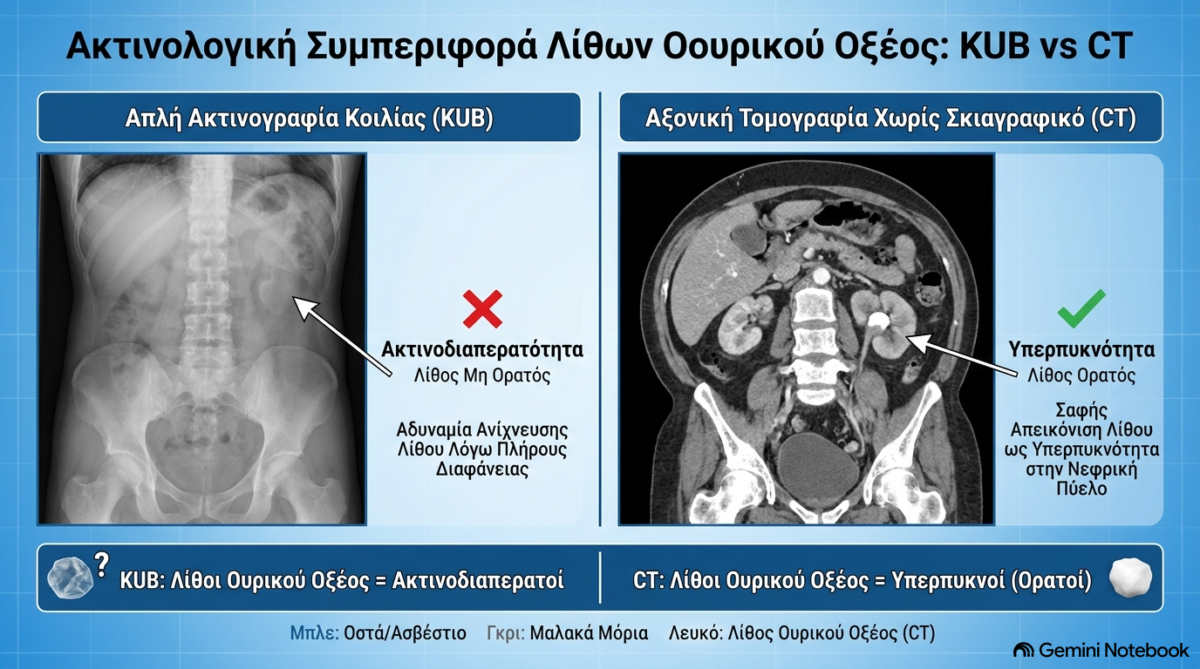 Ακτινολογική Συμπεριφορά Λίθων Οουρικού Οξέος: KUB vs CT
Απλή Ακτινογραφία Κοιλίας (KUB)
Ακτινοδιαπερατότητα
Λίθος Μη Ορατός
Αδυναμία Ανίχνευσης
Λίθου Λόγω Πλήρους
Διαφάνειας
Αξονική Τομογραφία Χωρίς Σκιαγραφικό (CT)
Υπερπυκνότητα
Λίθος Ορατός
Σαφής
Απεικόνιση Λίθου
ως Υπερπυκνότητα
στην Νεφρική
Πύελο
? KUB: Λίθοι Ουρικού Οξέος = Ακτινοδιαπερατοί
CT: Λίθοι Ουρικού Οξέος = Υπερπυκνοί (Ορατοί)
Μπλε: Οστά/Ασβέστιο Γκρι: Μαλακά Μόρια Λευκό: Λίθος Ουρικού Οξέος (CT)
Gemini Notebook